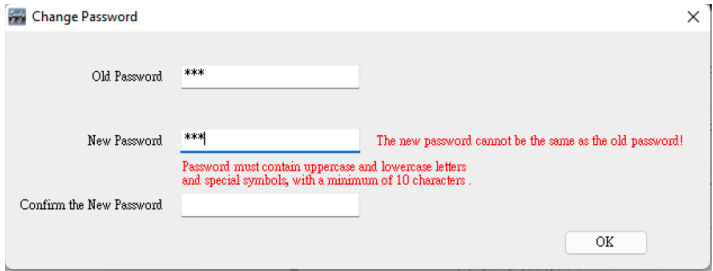 Change Password
Old Password ***
New Password *** The new password cannot be the same as the old password!
Password must contain uppercase and lowercase letters
and special symbols, with a minimum of 10 characters .
Confirm the New Password
OK